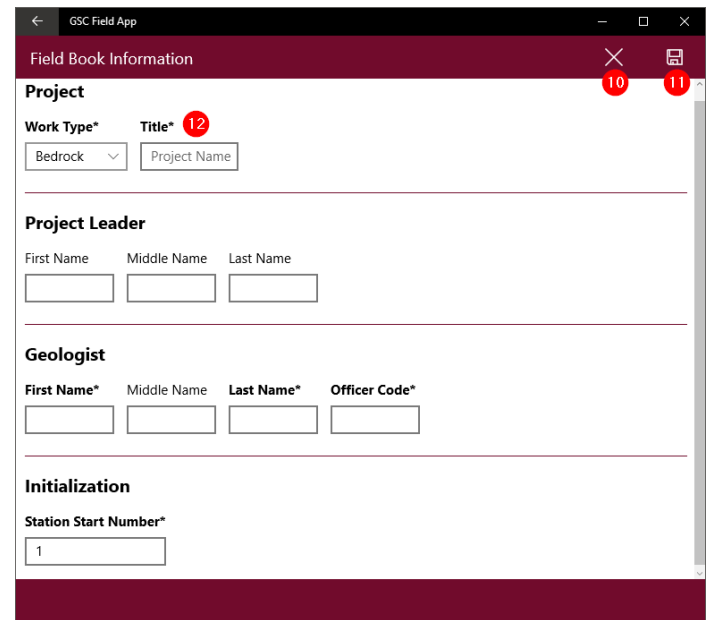 GSC Field App
Field Book Information
10 11
Project
Work Type* Title* 12
Bedrock Project Name
Project Leader
First Name Middle Name Last Name
Geologist
First Name* Middle Name Last Name* Officer Code*
Initialization
Station Start Number*
1